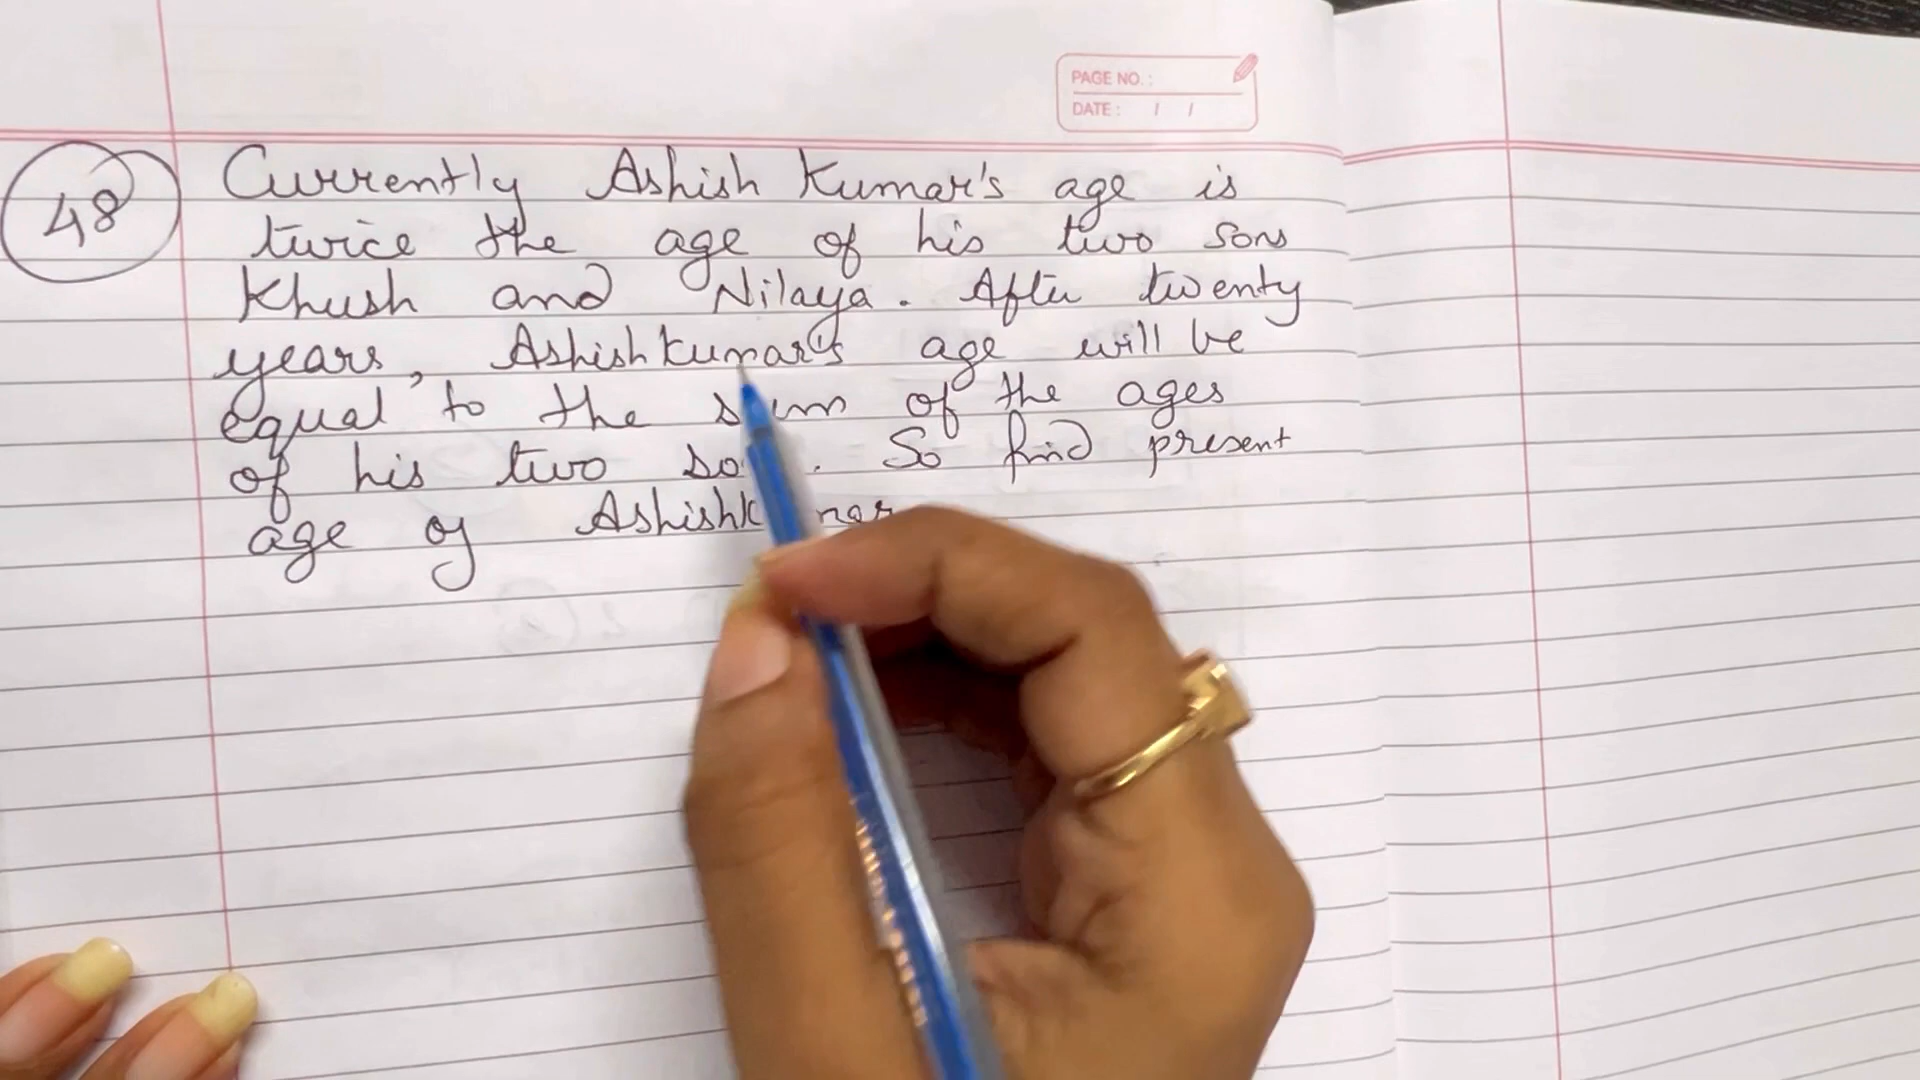 PAGE NO. :
DATE : / /
48
Currently Ashish Kumar's age is
twice the age of his two sons
Khush and Nilaya. After twenty
years, Ashishkumar's age will be
equal to the sum of the ages
of his two . So find present
age of